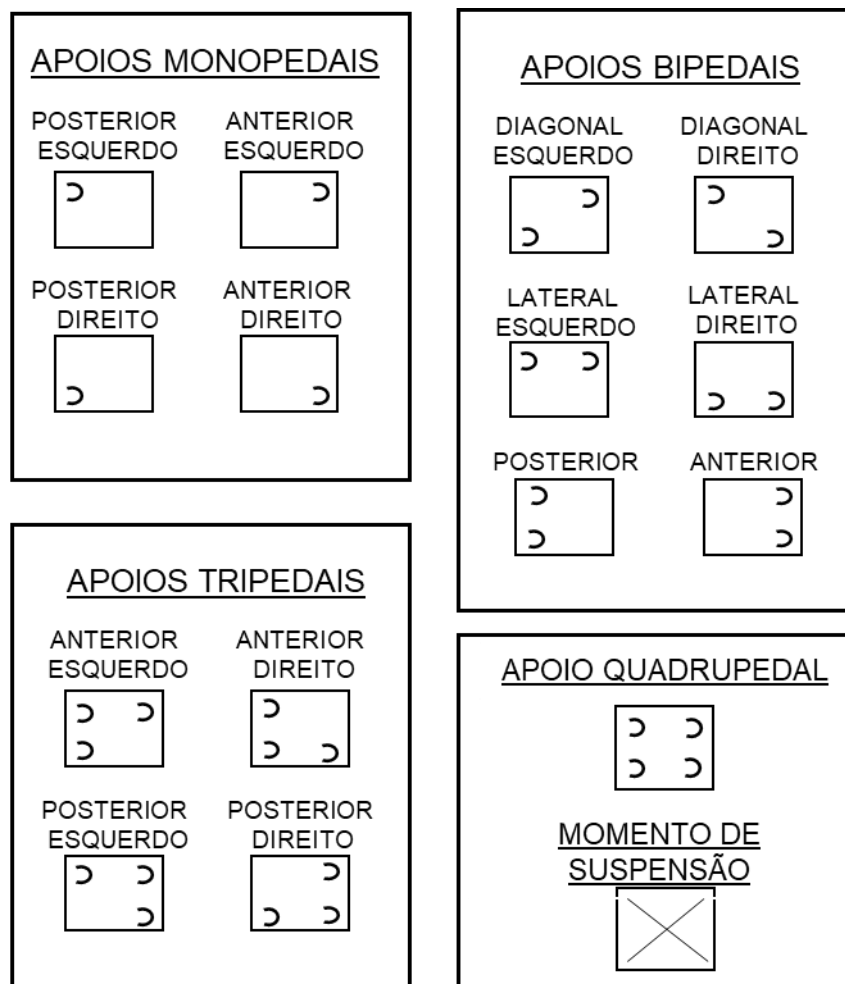 APOIOS MONOPEDAIS
POSTERIOR
ESQUERDO
ANTERIOR
ESQUERDO
POSTERIOR
DIREITO
ANTERIOR
DIREITO
APOIOS BIPEDAIS
DIAGONAL
ESQUERDO
DIAGONAL
DIREITO
LATERAL
ESQUERDO
LATERAL
DIREITO
POSTERIOR
ANTERIOR
APOIOS TRIPEDAIS
ANTERIOR
ESQUERDO
ANTERIOR
DIREITO
POSTERIOR
ESQUERDO
POSTERIOR
DIREITO
APOIO QUADRUPEDAL
MOMENTO DE
SUSPENSÃO